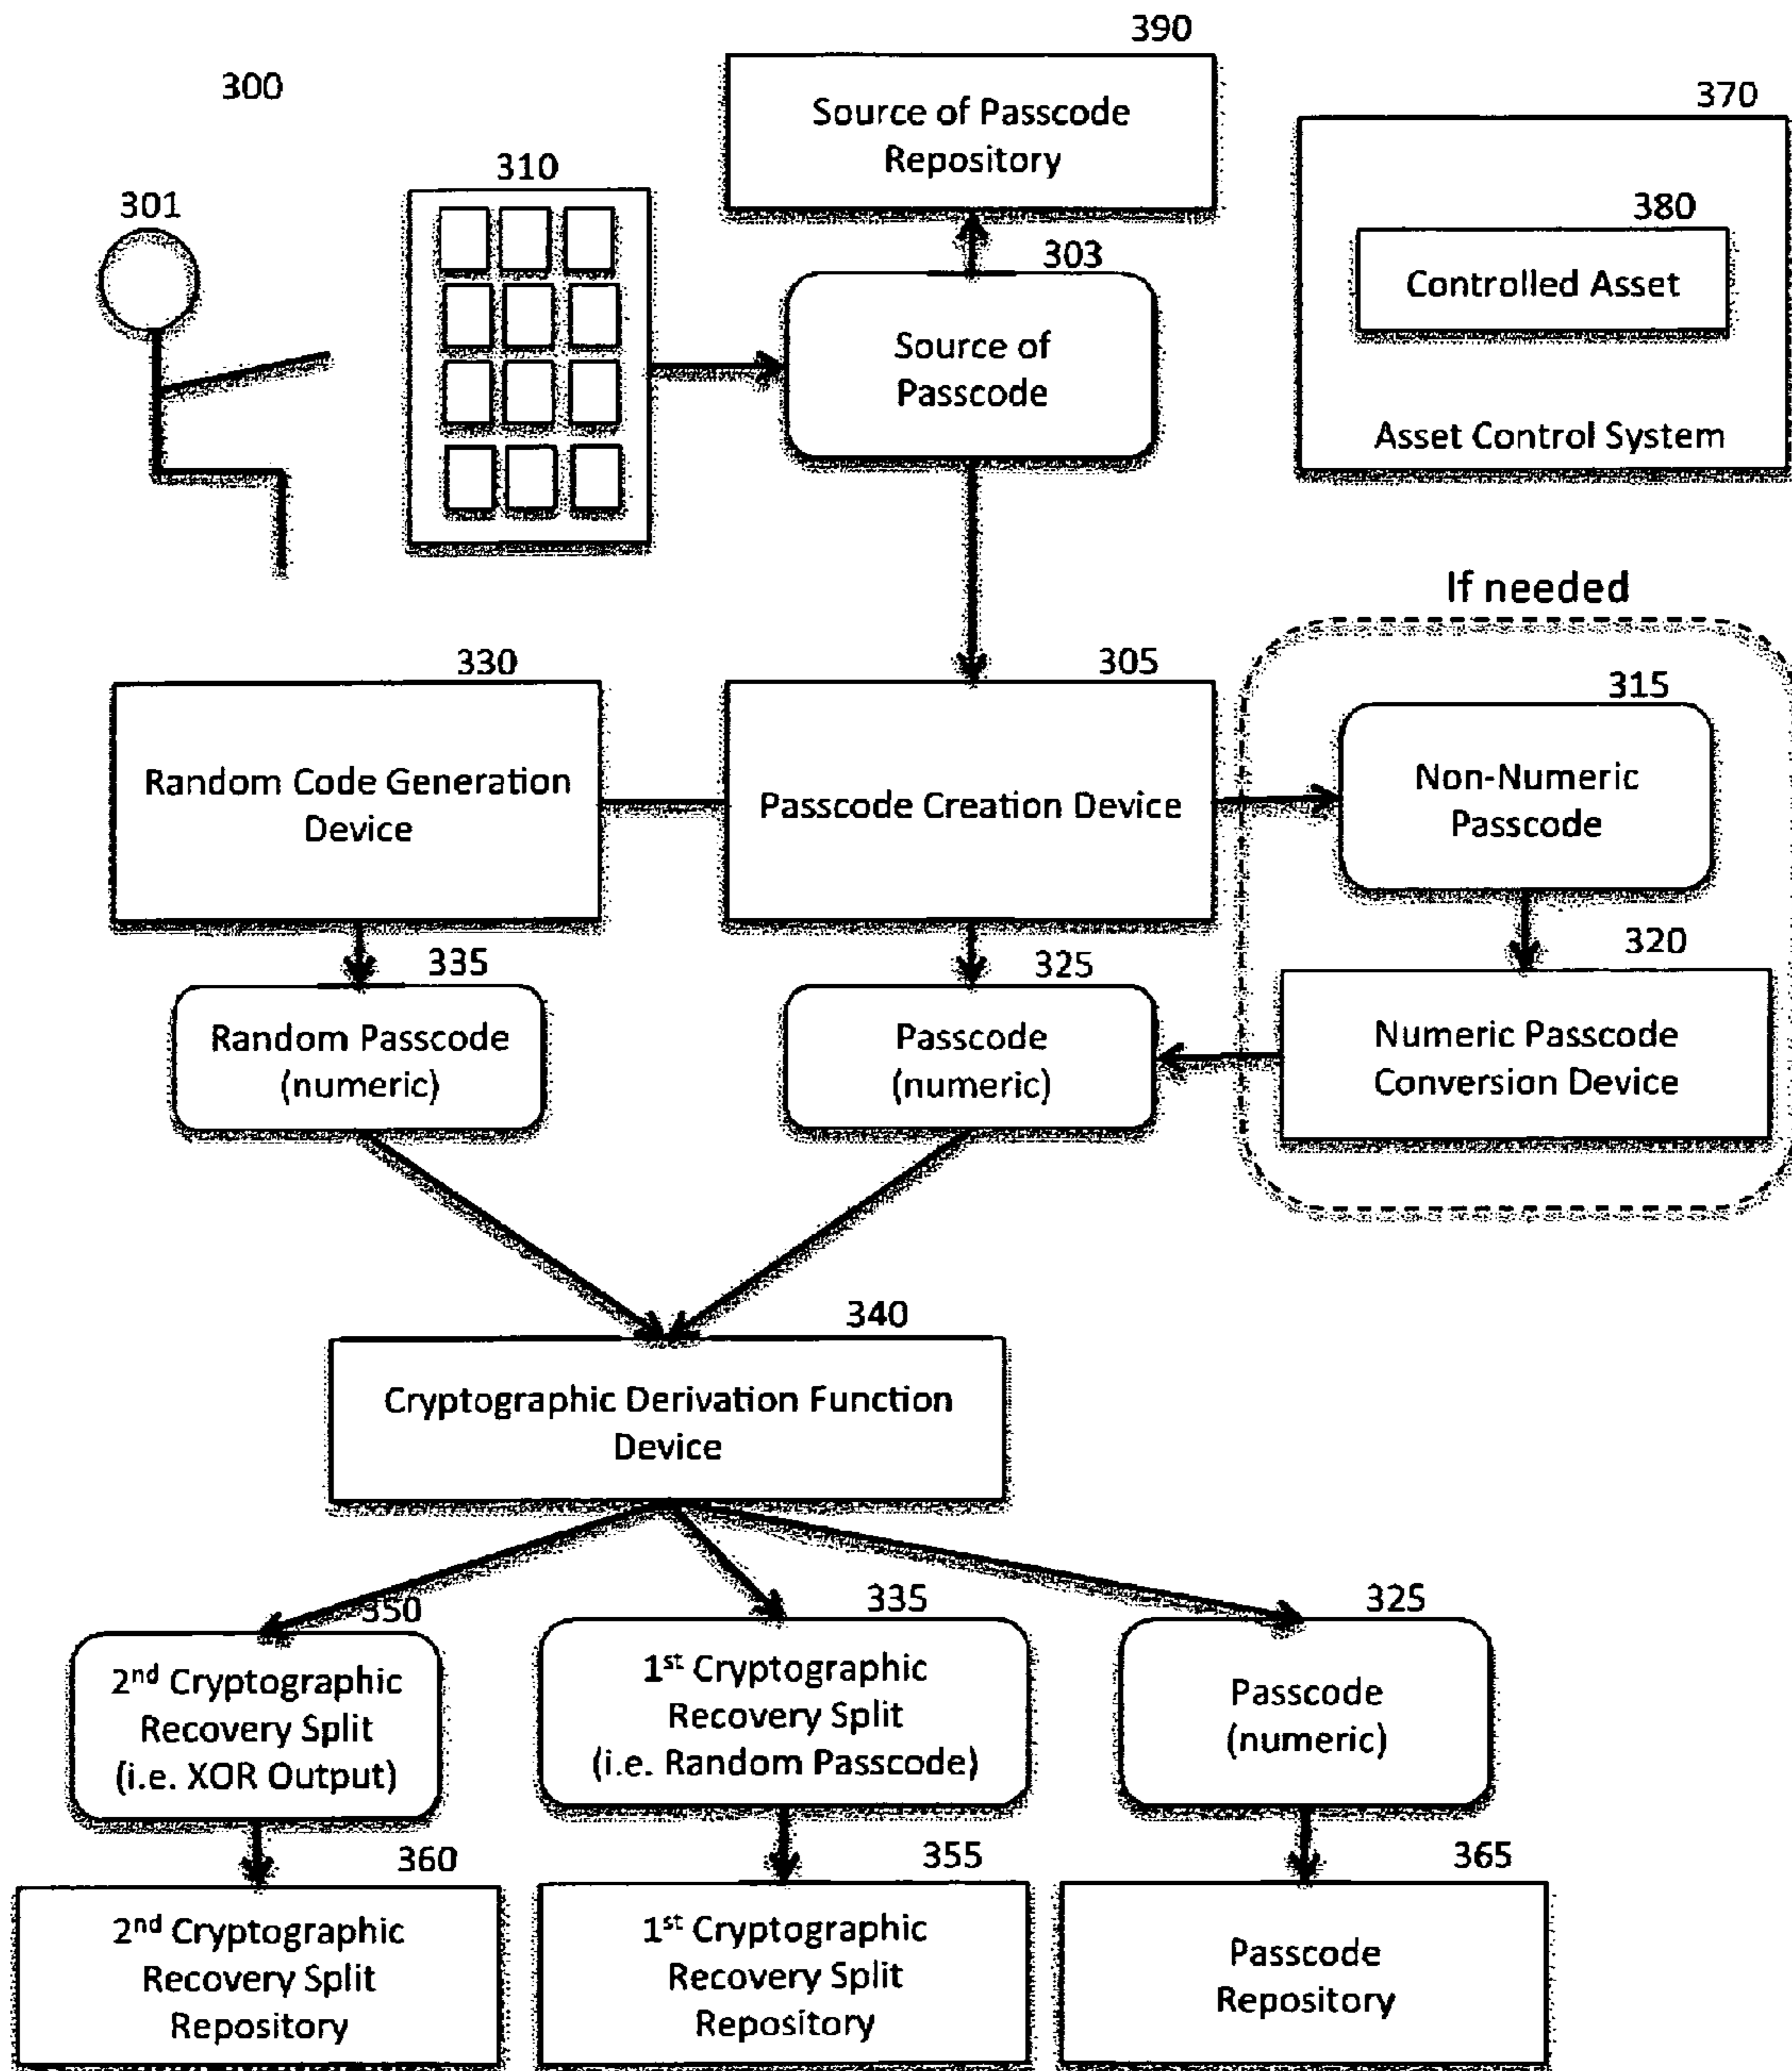 300
390
Source of Passcode
Repository
370
380
Controlled Asset
Asset Control System
301
310
303
Source of
Passcode
If needed
330
Random Code Generation
Device
305
Passcode Creation Device
315
Non-Numeric
Passcode
320
Numeric Passcode
Conversion Device
335
Random Passcode
(numeric)
325
Passcode
(numeric)
340
Cryptographic Derivation Function
Device
350
2nd Cryptographic
Recovery Split
(i.e. XOR Output)
335
1st Cryptographic
Recovery Split
(i.e. Random Passcode)
325
Passcode
(numeric)
360
2nd Cryptographic
Recovery Split
Repository
355
1st Cryptographic
Recovery Split
Repository
365
Passcode
Repository